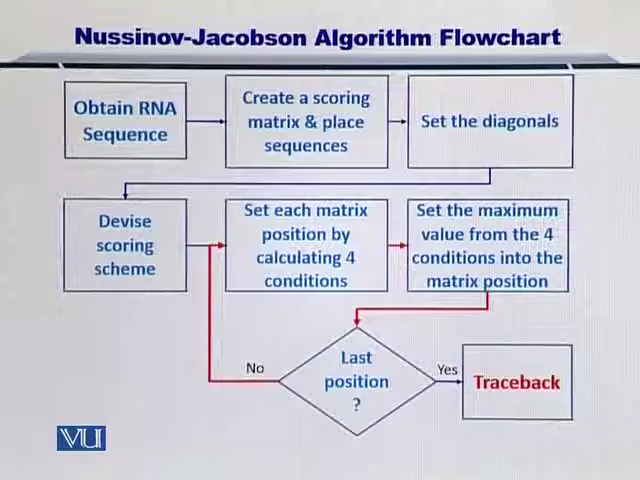 Nussinov-Jacobson Algorithm Flowchart
Obtain RNA
Sequence
Create a scoring
matrix & place
sequences
Set the diagonals
Devise
scoring
scheme
Set each matrix
position by
calculating 4
conditions
Set the maximum
value from the 4
conditions into the
matrix position
Last
position
?
No
Yes
Traceback
VU